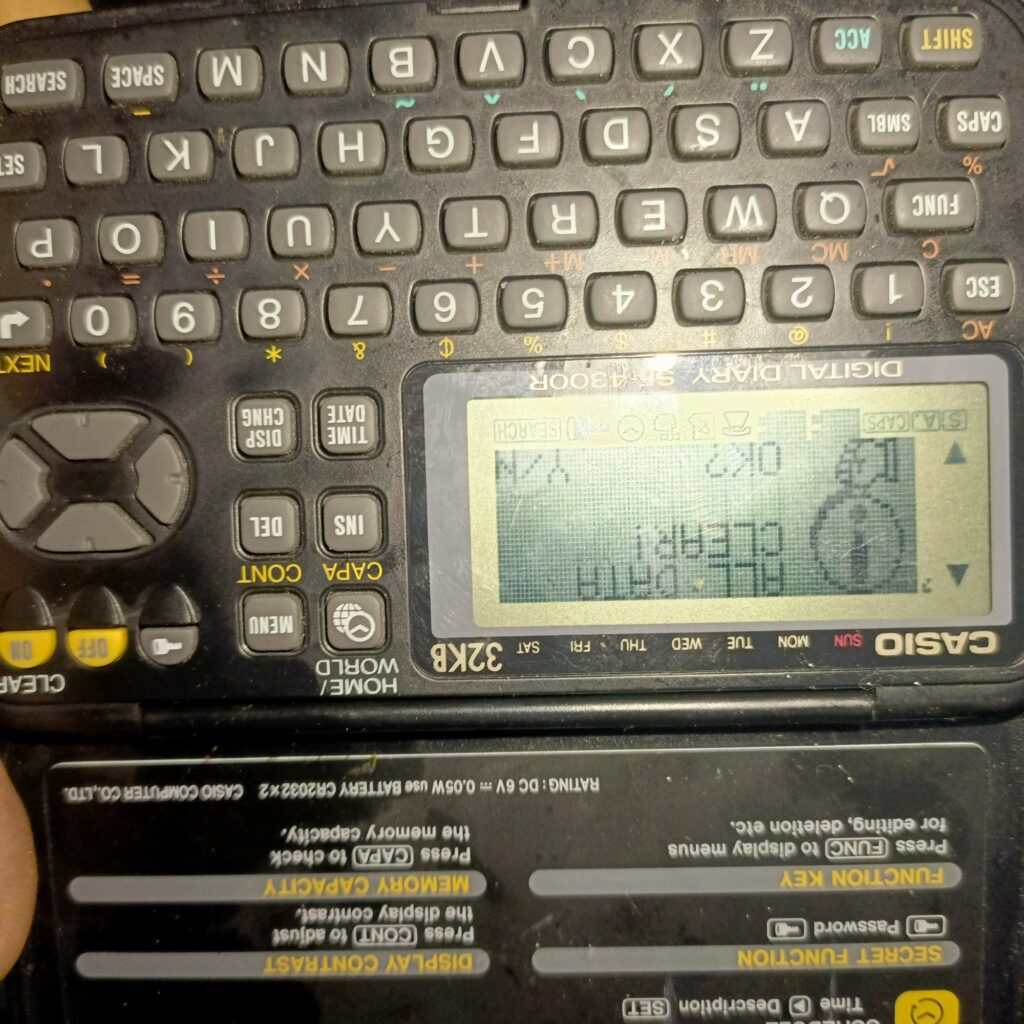 Time ▶ Description SET
SECRET FUNCTION
Password
FUNCTION KEY
Press FUNC to display menus
for editing, deletion etc.
DISPLAY CONTRAST
Press CONT to adjust
the display contrast.
MEMORY CAPACITY
Press CAPA to check
the memory capacity.
RATING : DC 6V 0.05W use BATTERY CR2032×2 CASIO COMPUTER CO.,LTD.
CASIO
SUN MON TUE WED THU FRI SAT
32KB
ALL DATA
CLEAR!
OK? Y/N
S A CAPS SEARCH
DIGITAL DIARY SF-4300R
HOME/
WORLD
CLEAR
MENU
OFF
ON
CAPA CONT
INS DEL
TIME
DATE
DISP
CHNG
AC ! @ # $ % ₵ & * ( ) NEXT
ESC 1 2 3 4 5 6 7 8 9 0
C MC MR M- M+ + − × ÷ = .
FUNC Q W E R T Y U I O P
% √
CAPS SMBL A S D F G H J K L SET
SHIFT ACC Z X C V B N M SPACE SEARCH